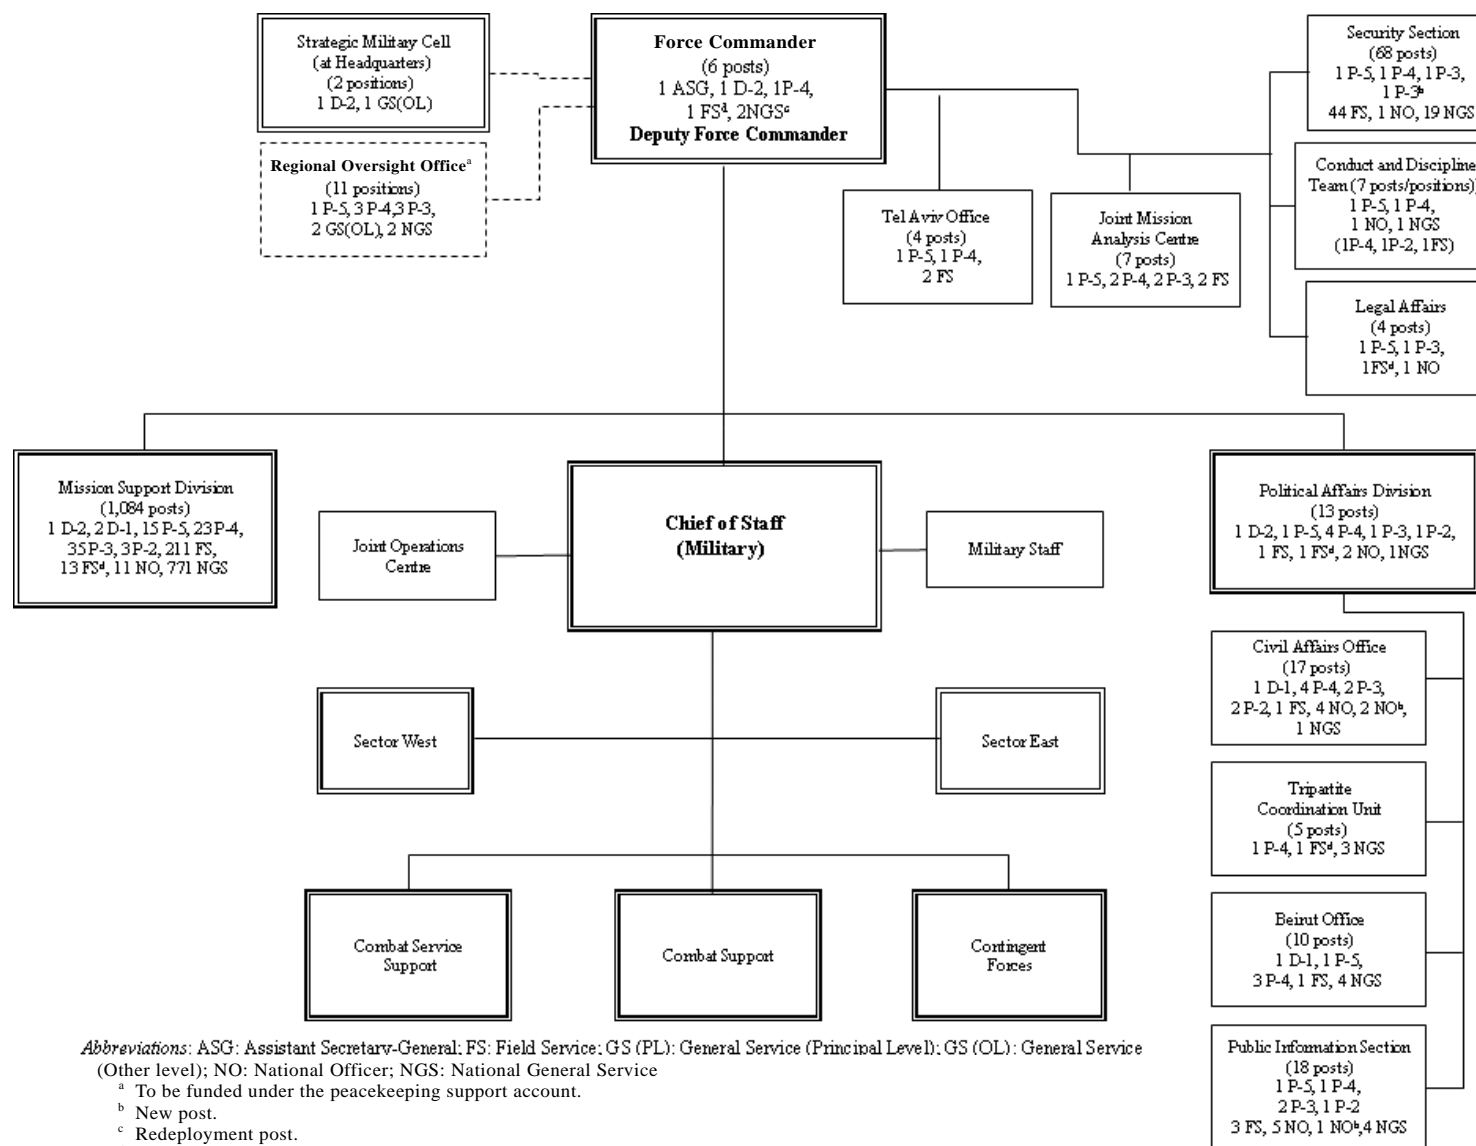 Strategic Military Cell
(at Headquarters)
(2 positions)
1 D-2, 1 GS(OL)
Regional Oversight Officeᵃ
(11 positions)
1 P-5, 3 P-4,3 P-3,
2 GS(OL), 2 NGS
Force Commander
(6 posts)
1 ASG, 1 D-2, 1P-4,
1 FSᵈ, 2NGSᶜ
Deputy Force Commander
Security Section
(68 posts)
1 P-5, 1 P-4, 1 P-3,
1 P-3ᵇ
44 FS, 1 NO, 19 NGS
Conduct and Discipline
Team (7 posts/positions)
1 P-5, 1 P-4,
1 NO, 1 NGS
(1P-4, 1P-2, 1FS)
Legal Affairs
(4 posts)
1 P-5, 1 P-3,
1FSᵈ, 1 NO
Tel Aviv Office
(4 posts)
1 P-5, 1 P-4,
2 FS
Joint Mission
Analysis Centre
(7 posts)
1 P-5, 2 P-4, 2 P-3, 2 FS
Mission Support Division
(1,084 posts)
1 D-2, 2 D-1, 15 P-5, 23 P-4,
35 P-3, 3 P-2, 211 FS,
13 FSᵈ, 11 NO, 771 NGS
Joint Operations
Centre
Chief of Staff
(Military)
Military Staff
Political Affairs Division
(13 posts)
1 D-2, 1 P-5, 4 P-4, 1 P-3, 1 P-2,
1 FS, 1 FSᵈ, 2 NO, 1NGS
Civil Affairs Office
(17 posts)
1 D-1, 4 P-4, 2 P-3,
2 P-2, 1 FS, 4 NO, 2 NOᵇ,
1 NGS
Sector West
Sector East
Tripartite
Coordination Unit
(5 posts)
1 P-4, 1 FSᵈ, 3 NGS
Combat Service
Support
Combat Support
Contingent
Forces
Beirut Office
(10 posts)
1 D-1, 1 P-5,
3 P-4, 1 FS, 4 NGS
Public Information Section
(18 posts)
1 P-5, 1 P-4,
2 P-3, 1 P-2
3 FS, 5 NO, 1 NOᵇ,4 NGS
Abbreviations: ASG: Assistant Secretary-General; FS: Field Service; GS (PL): General Service (Principal Level); GS (OL): General Service
(Other level); NO: National Officer; NGS: National General Service
ᵃ To be funded under the peacekeeping support account.
ᵇ New post.
ᶜ Redeployment post.